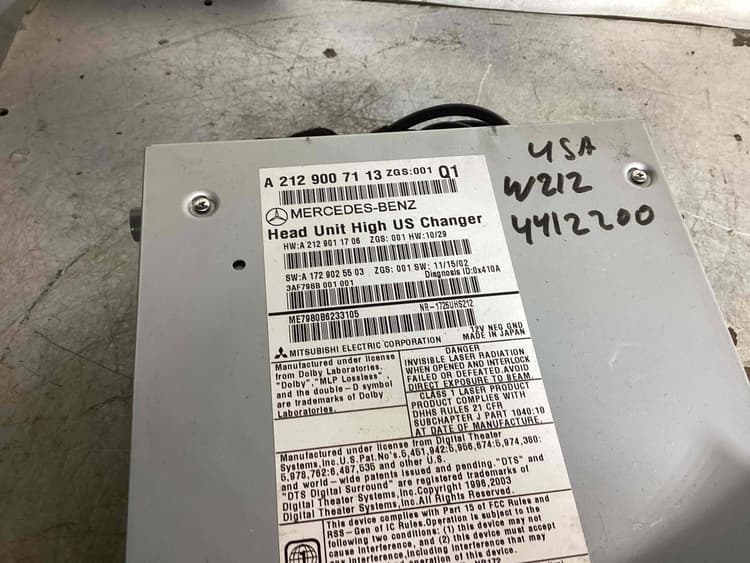 A 212 900 71 13 ZGS:001 Q1
MERCEDES-BENZ
Head Unit High US Changer
HW:A 212 901 17 06 ZGS: 001 HW:10/29
SW:A 172 902 55 03 ZGS: 001 SW: 11/15/02
3AF796B 001 001 Diagnosis ID:0x410A
ME7980B6233105 NR-1726UHS212
MITSUBISHI ELECTRIC CORPORATION
12V NEG GND
MADE IN JAPAN
Manufactured under license
from Dolby Laboratories.
"Dolby", "MLP Lossless",
and the double-D symbol
are trademarks of Dolby
Laboratories.
DANGER
INVISIBLE LASER RADIATION
WHEN OPENED AND INTERLOCK
FAILED OR DEFEATED.AVOID
DIRECT EXPOSURE TO BEAM.
CLASS 1 LASER PRODUCT
PRODUCT COMPLIES WITH
DHHS RULES 21 CFR
SUBCHAPTER J PART 1040:10
AT DATE OF MANUFACTURE.
Manufactured under license from Digital Theater
Systems,Inc.U.S.Pat.No's.5,451,942;5,956,674;5,974,380;
5,978,762;6,487,535 and other U.S.
and world-wide patents issued and pending. "DTS" and
"DTS Digital Surround" are registered trademarks of
Digital Theater Systems,Inc.Copyright 1996,2003
Digital Theater Systems,Inc.All Rights Reserved.
This device complies with Part 15 of FCC Rules and
RSS-Gen of IC Rules.Operation is subject to the
following two conditions: (1) this device may not
cause interference, and (2) this device must accept
any interference,including interference that may
operation of this device.
USA
W212
4412200